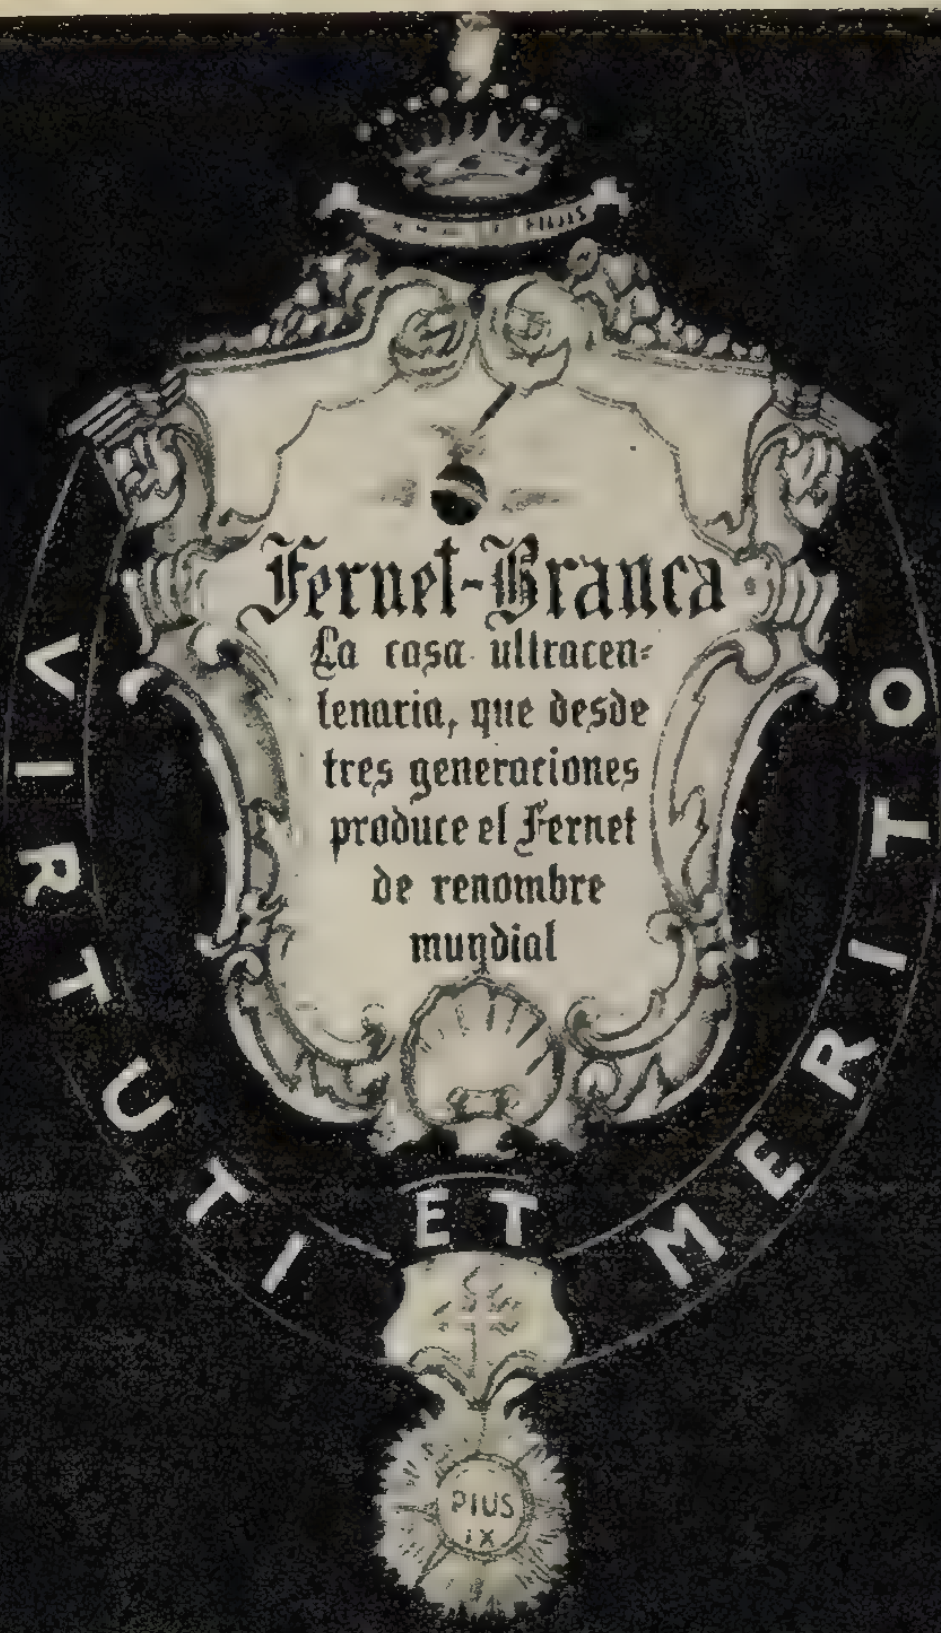 Fernet-Branca
La casa ultracen=
tenaria, que desde
tres generaciones
produce el Fernet
de renombre
mundial
VIRTUTI ET MERITO
PIUS
IX